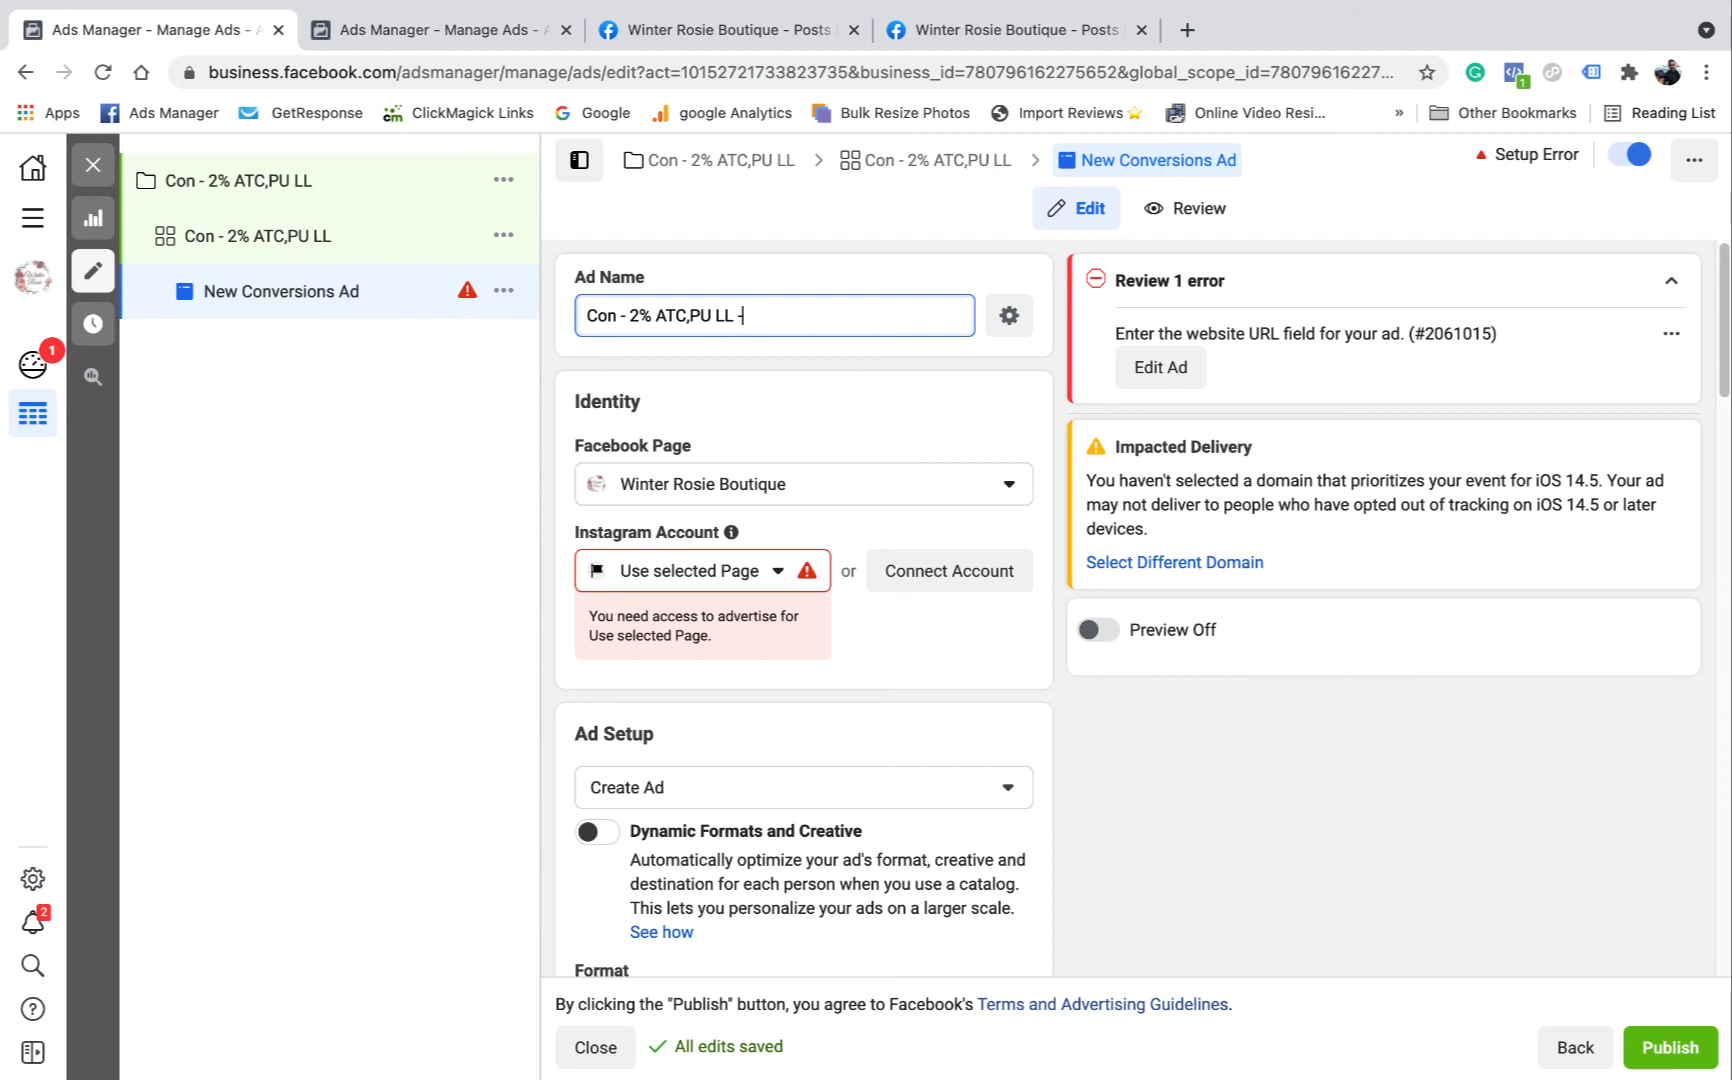 Ads Manager - Manage Ads - A
Ads Manager - Manage Ads - A
Winter Rosie Boutique - Posts
Winter Rosie Boutique - Posts
business.facebook.com/adsmanager/manage/ads/edit?act=10152721733823735&business_id=780796162275652&global_scope_id=78079616227...
1
Apps
Ads Manager
GetResponse
cm
ClickMagick Links
Google
google Analytics
Bulk Resize Photos
Import Reviews
Online Video Resi...
»
Other Bookmarks
Reading List
Con - 2% ATC,PU LL
Con - 2% ATC,PU LL
New Conversions Ad
1
2
Con - 2% ATC,PU LL
Con - 2% ATC,PU LL
New Conversions Ad
Setup Error
Edit
Review
Ad Name
Con - 2% ATC,PU LL -
Identity
Facebook Page
Winter Rosie Boutique
Instagram Account
Use selected Page
or
Connect Account
You need access to advertise for
Use selected Page.
Ad Setup
Create Ad
Dynamic Formats and Creative
Automatically optimize your ad's format, creative and
destination for each person when you use a catalog.
This lets you personalize your ads on a larger scale.
See how
Format
Review 1 error
Enter the website URL field for your ad. (#2061015)
Edit Ad
Impacted Delivery
You haven't selected a domain that prioritizes your event for iOS 14.5. Your ad
may not deliver to people who have opted out of tracking on iOS 14.5 or later
devices.
Select Different Domain
Preview Off
By clicking the "Publish" button, you agree to Facebook's Terms and Advertising Guidelines.
Close
All edits saved
Back
Publish